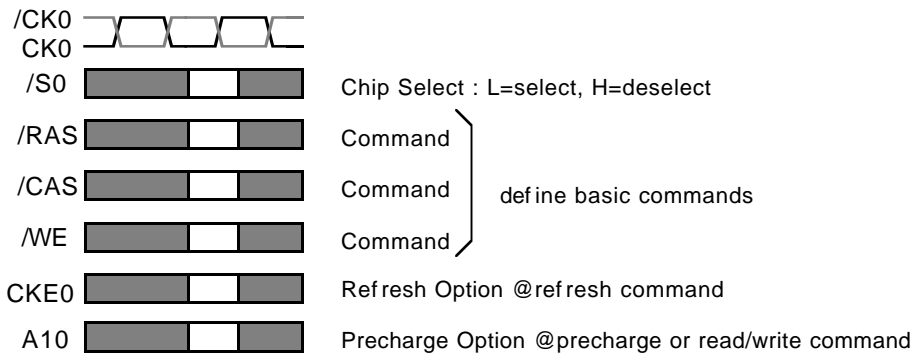 /CK0
CK0
/S0 Chip Select : L=select, H=deselect
/RAS Command
/CAS Command define basic commands
/WE Command
CKE0 Refresh Option @refresh command
A10 Precharge Option @precharge or read/write command